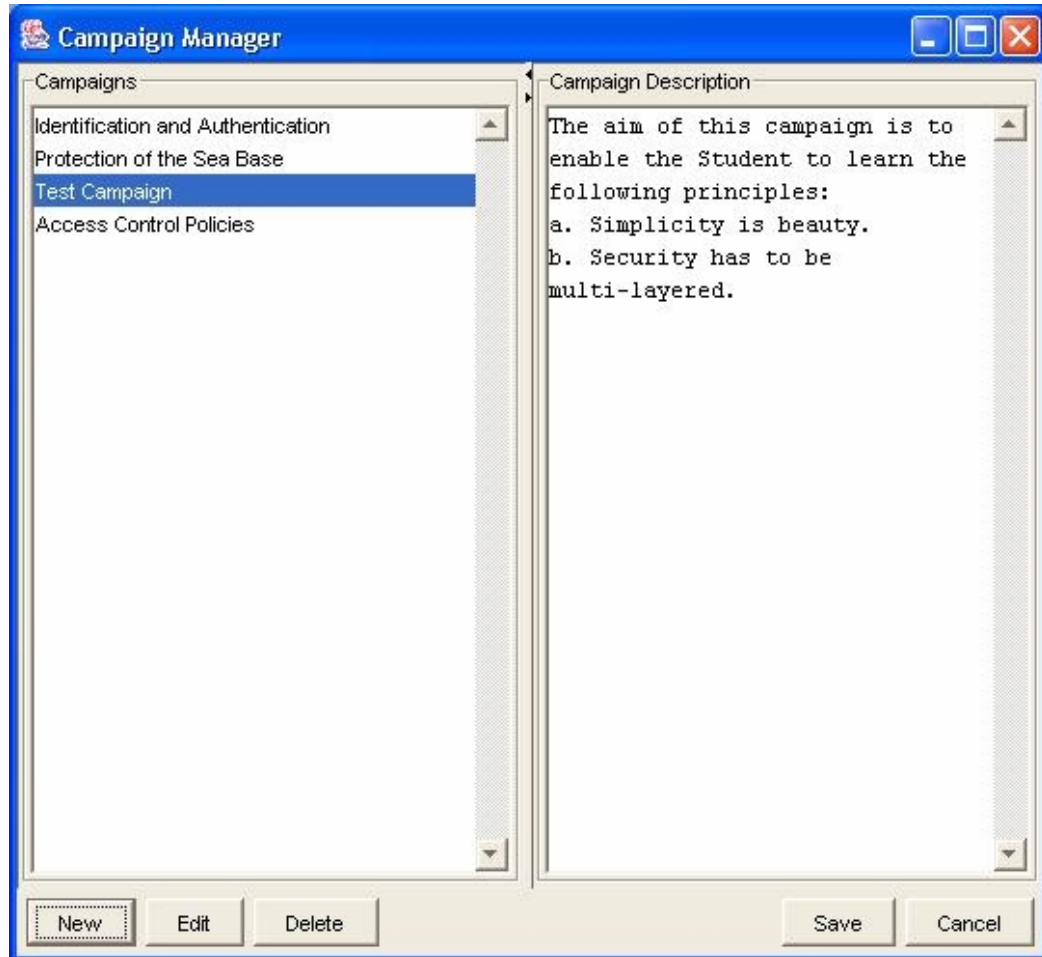 Campaign Manager
Campaigns
Identification and Authentication
Protection of the Sea Base
Test Campaign
Access Control Policies
Campaign Description
The aim of this campaign is to
enable the Student to learn the
following principles:
a. Simplicity is beauty.
b. Security has to be
multi-layered.
New
Edit
Delete
Save
Cancel